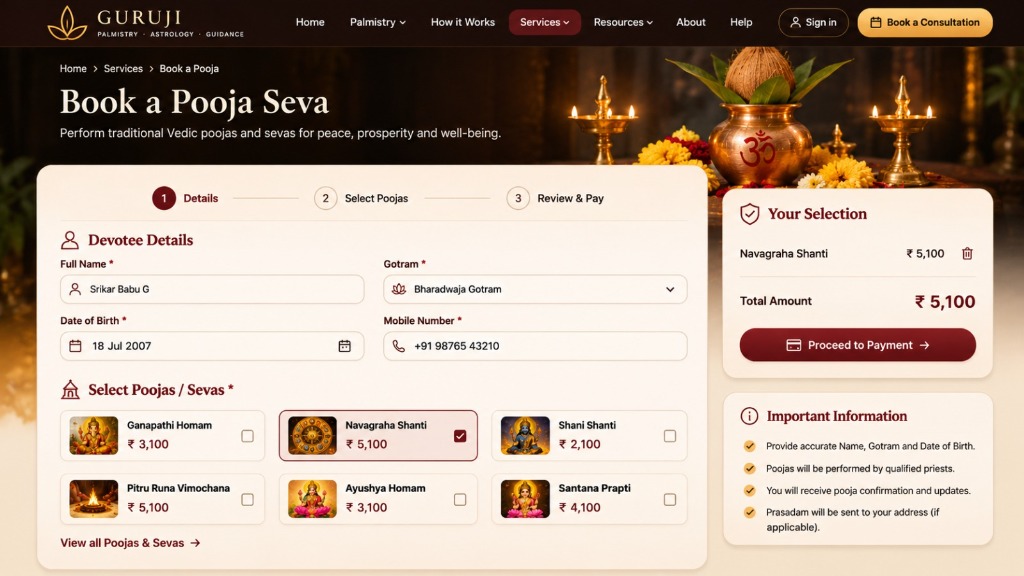 GURUJI
PALMISTRY · ASTROLOGY · GUIDANCE
Home
Palmistry
How it Works
Services
Resources
About
Help
Sign in
Book a Consultation
Home > Services > Book a Pooja
Book a Pooja Seva
Perform traditional Vedic poojas and sevas for peace, prosperity and well-being.
ॐ
1 Details
2 Select Poojas
3 Review & Pay
Devotee Details
Full Name *
Srikar Babu G
Gotram *
Bharadwaja Gotram
Date of Birth *
18 Jul 2007
Mobile Number *
+91 98765 43210
Select Poojas / Sevas *
Ganapathi Homam
₹ 3,100
Navagraha Shanti
₹ 5,100
Shani Shanti
₹ 2,100
Pitru Runa Vimochana
₹ 5,100
Ayushya Homam
₹ 3,100
Santana Prapti
₹ 4,100
View all Poojas & Sevas →
Your Selection
Navagraha Shanti ₹ 5,100
Total Amount ₹ 5,100
Proceed to Payment →
Important Information
Provide accurate Name, Gotram and Date of Birth.
Poojas will be performed by qualified priests.
You will receive pooja confirmation and updates.
Prasadam will be sent to your address (if
applicable).